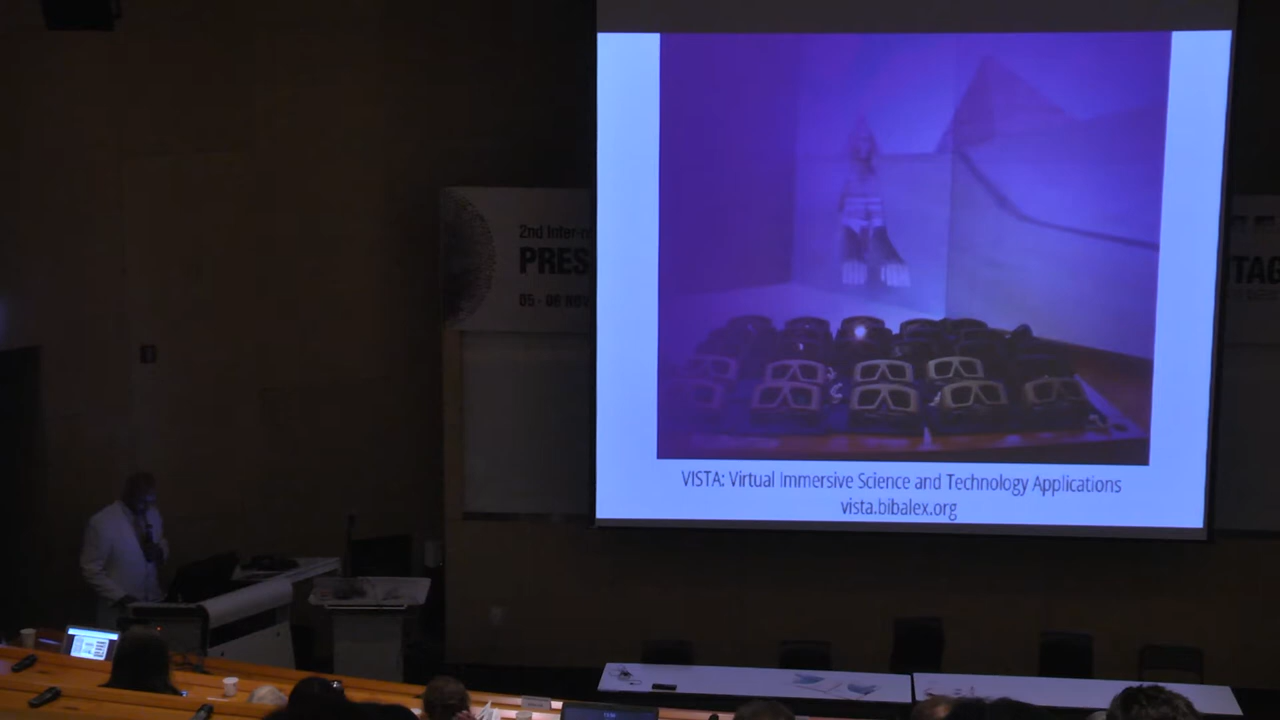 2nd Inter
PRES
05 - 06 NOV
TAG
VISTA: Virtual Immersive Science and Technology Applications
vista.bibalex.org